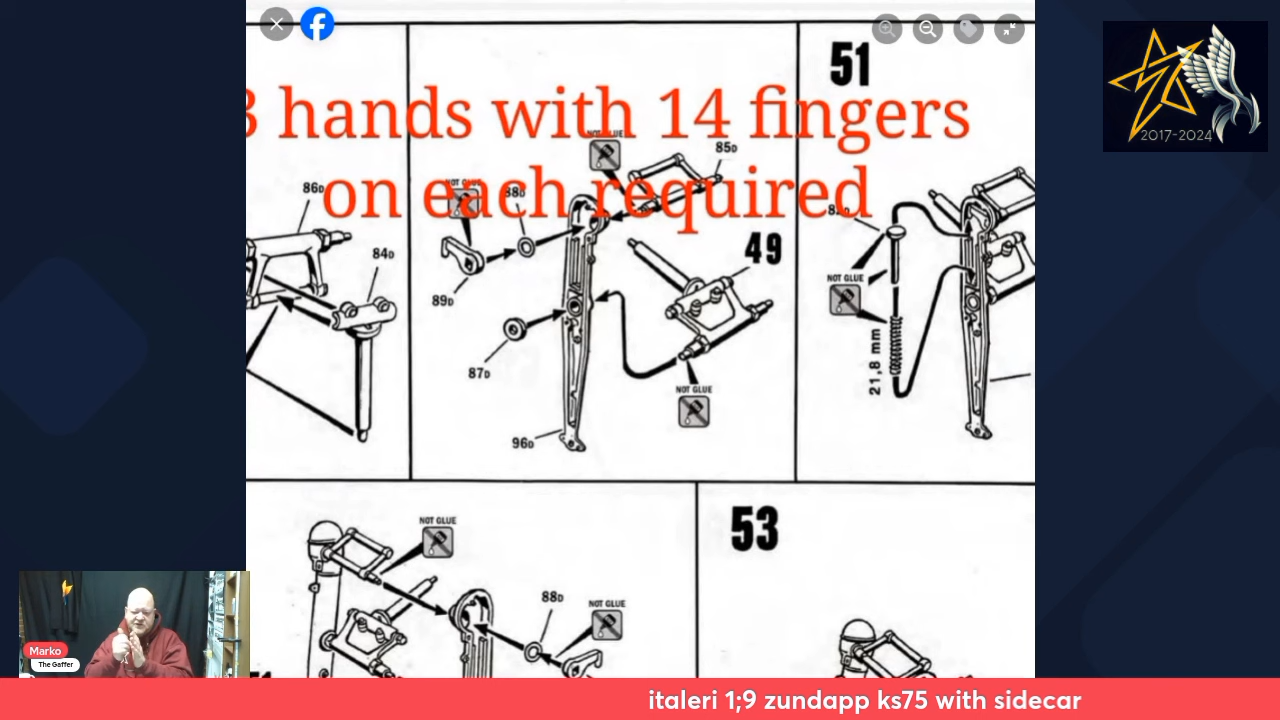 51
3 hands with 14 fingers
on each required
NOT GLUE
85D
86D
NOT GLUE
88D
84D
49
89D
NOT GLUE
87D
21,8 mm
NOT GLUE
96D
53
NOT GLUE
88D
NOT GLUE
2017-2024
Marko
The Gaffer
italeri 1;9 zundapp ks75 with sidecar